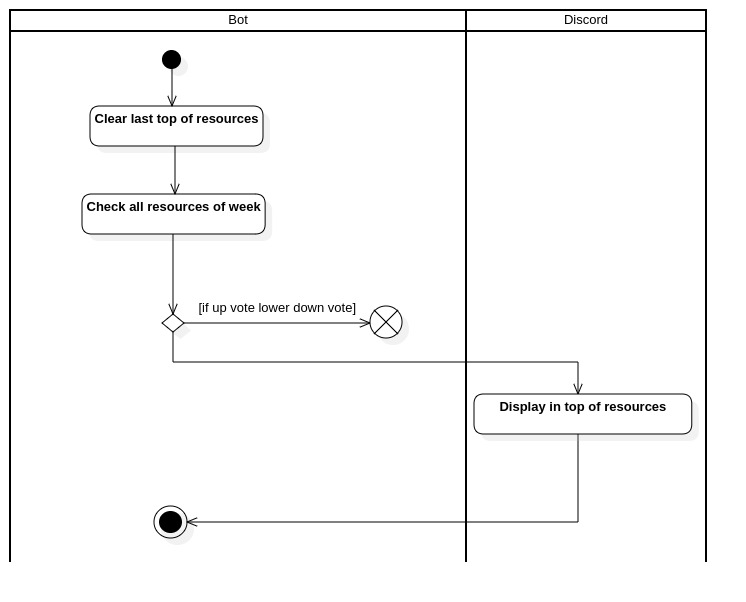 Bot
Discord
Clear last top of resources
Check all resources of week
[if up vote lower down vote]
Display in top of resources